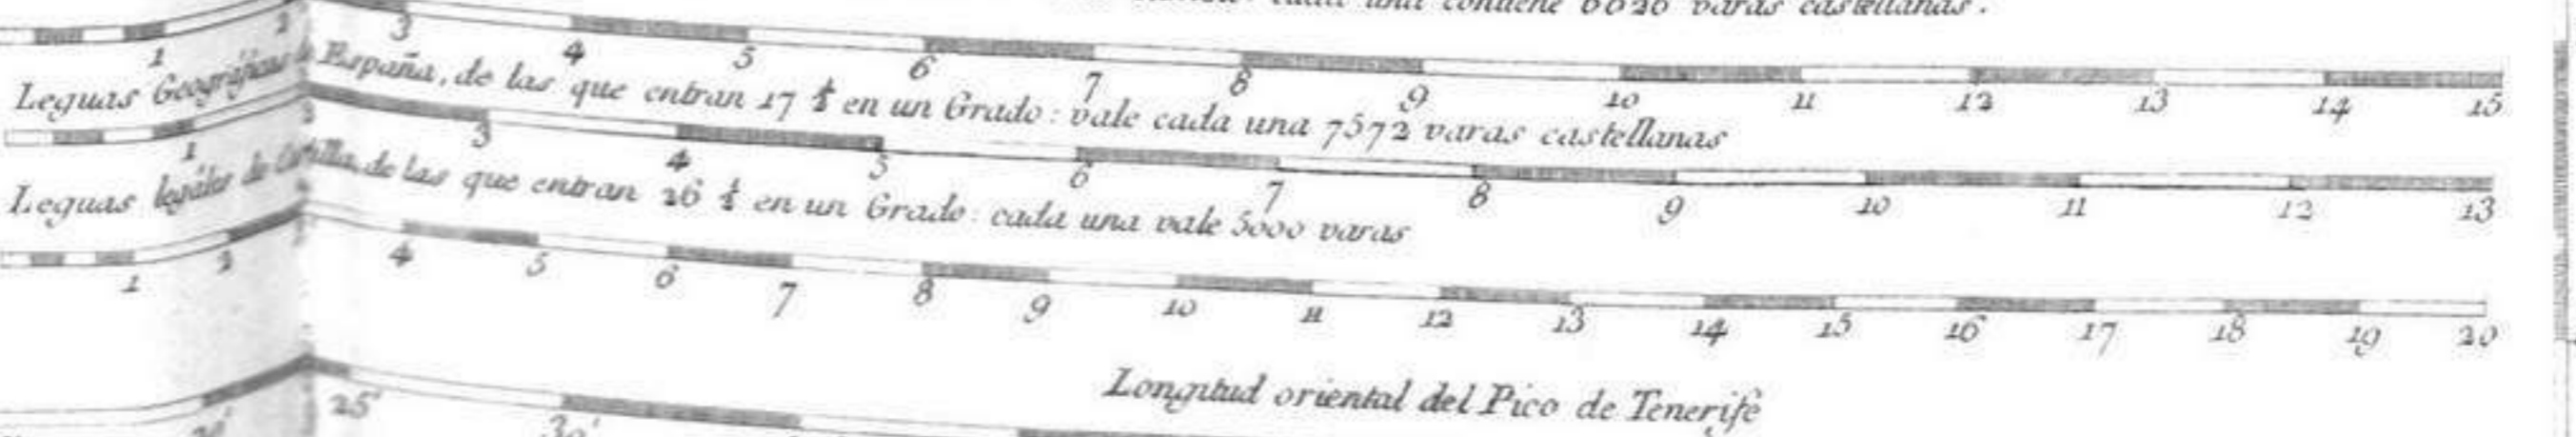 cada una contiene 6626 varas castellanas.
1 2 3 4 5 6 7 8 9 10 11 12 13 14 15
Leguas Geográficas de España, de las que entran 17 ½ en un Grado: vale cada una 7572 varas castellanas
1 2 3 4 5 6 7 8 9 10 11 12 13
Leguas legáles de Castilla, de las que entran 26 ½ en un Grado: cada una vale 5000 varas
1 2 3 4 5 6 7 8 9 10 11 12 13 14 15 16 17 18 19 20
Longitud oriental del Pico de Tenerife
25' 30'